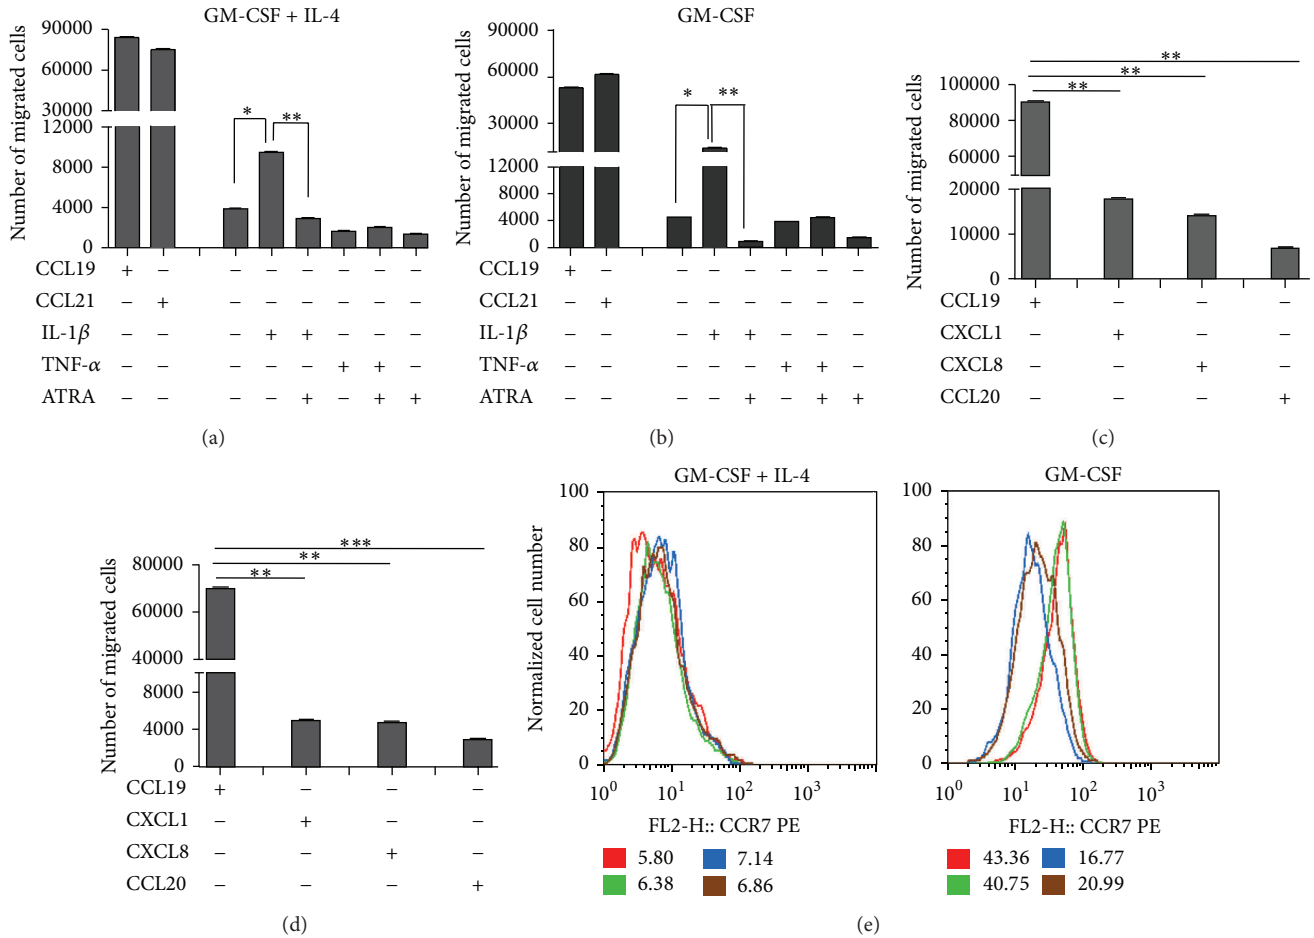 GM-CSF + IL-4
Number of migrated cells
90000
60000
30000
12000
8000
4000
0
* **
CCL19 + − − − − − − −
CCL21 − + − − − − − −
IL-1β − − − + + − − −
TNF-α − − − − − + + −
ATRA − − − − + − + +
(a)
GM-CSF
Number of migrated cells
90000
60000
30000
12000
8000
4000
0
* **
CCL19 + − − − − − − −
CCL21 − + − − − − − −
IL-1β − − − + + − − −
TNF-α − − − − − + + −
ATRA − − − − + − + +
(b)
Number of migrated cells
100000
80000
60000
20000
10000
0
**
**
**
CCL19 + − − −
CXCL1 − + − −
CXCL8 − − + −
CCL20 − − − +
(c)
Number of migrated cells
80000
60000
40000
8000
4000
0
***
**
**
CCL19 + − − −
CXCL1 − + − −
CXCL8 − − + −
CCL20 − − − +
(d)
GM-CSF + IL-4
Normalized cell number
100
80
60
40
20
0
10⁰ 10¹ 10² 10³
FL2-H:: CCR7 PE
5.80 7.14
6.38 6.86
GM-CSF
100
80
60
40
20
0
10⁰ 10¹ 10² 10³
FL2-H:: CCR7 PE
43.36 16.77
40.75 20.99
(e)